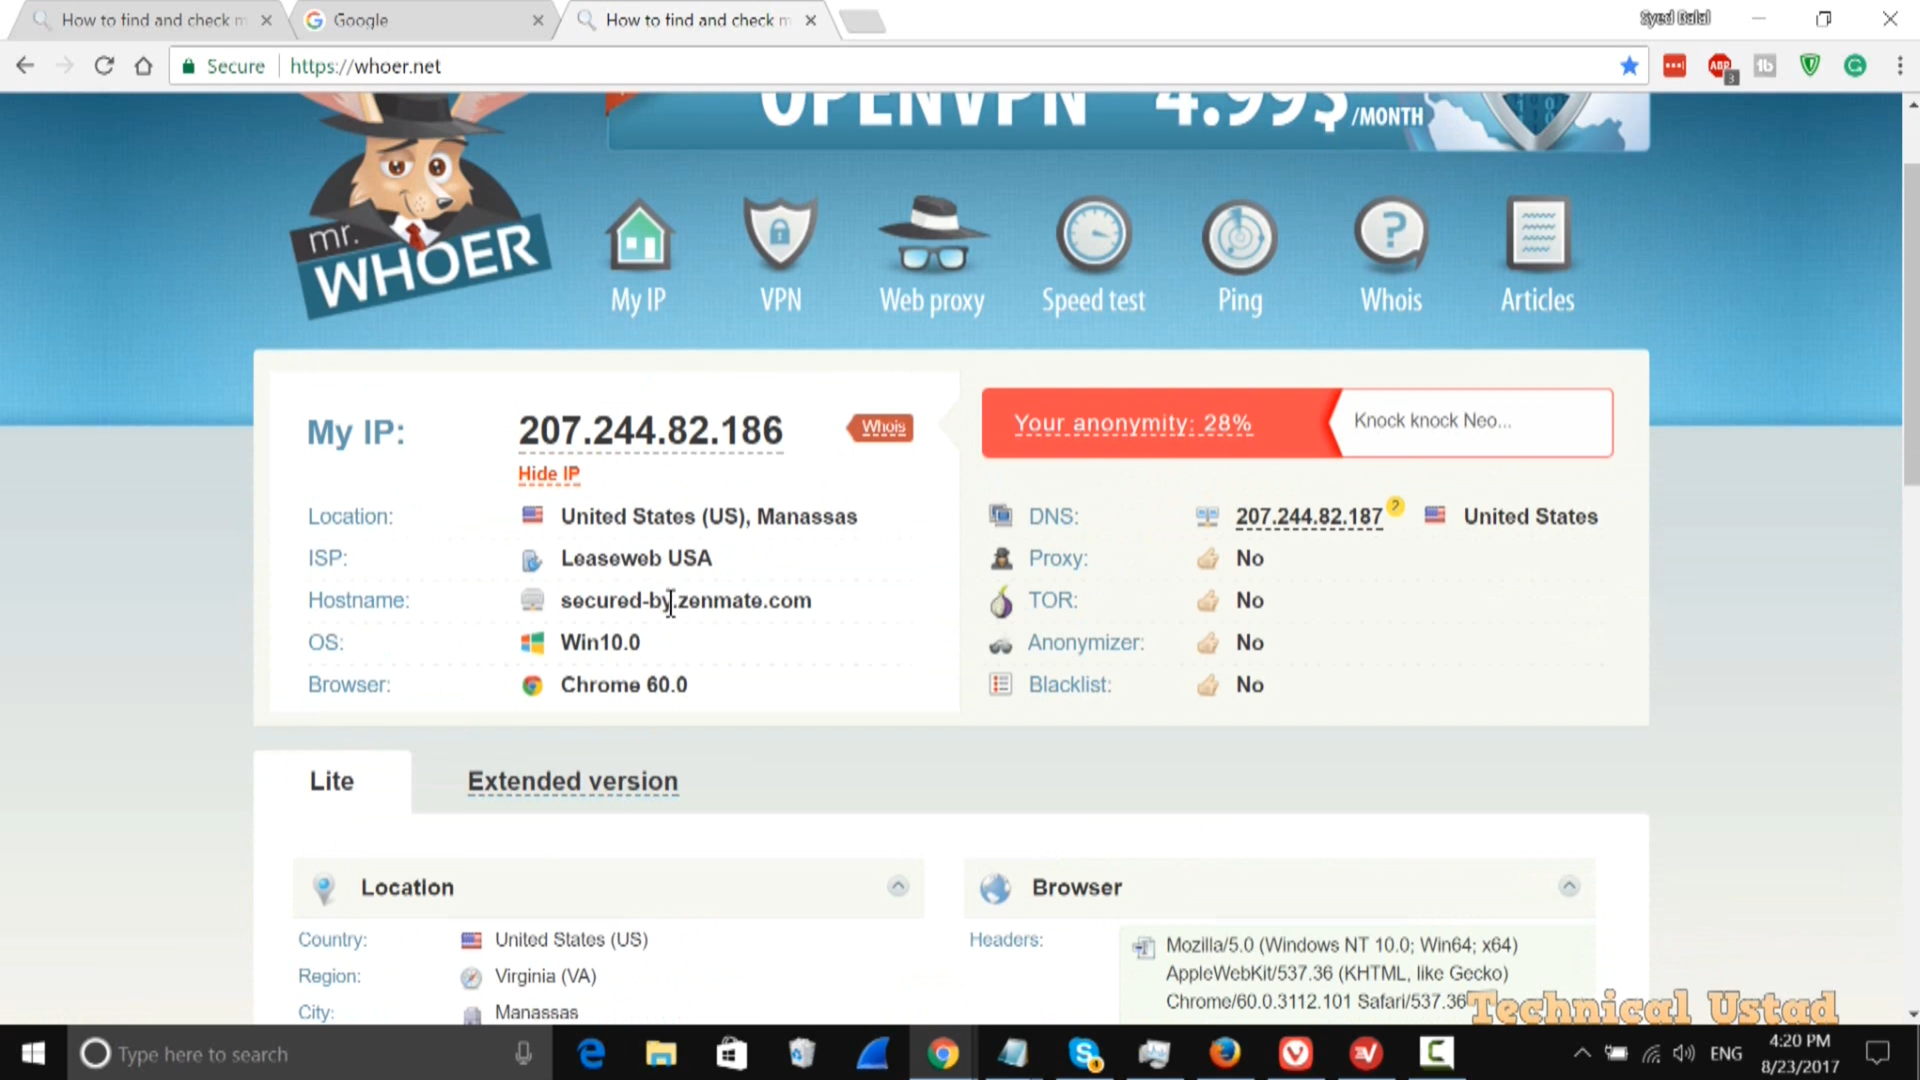 How to find and check m
Google
How to find and check m
Syed Balal
Secure
https://whoer.net
ABP
3
OPENVPN 4.99$ /MONTH
mr.
WHOER
My IP
VPN
Web proxy
Speed test
Ping
Whois
Articles
My IP:
207.244.82.186
Whois
Hide IP
Your anonymity: 28%
Knock knock Neo...
Location:
United States (US), Manassas
ISP:
Leaseweb USA
Hostname:
secured-by.zenmate.com
OS:
Win10.0
Browser:
Chrome 60.0
DNS:
207.244.82.187
?
United States
Proxy:
No
TOR:
No
Anonymizer:
No
Blacklist:
No
Lite
Extended version
Location
Country:
United States (US)
Region:
Virginia (VA)
City:
Manassas
Browser
Headers:
Mozilla/5.0 (Windows NT 10.0; Win64; x64)
AppleWebKit/537.36 (KHTML, like Gecko)
Chrome/60.0.3112.101 Safari/537.36
Technical Ustad
Type here to search
ENG
4:20 PM
8/23/2017